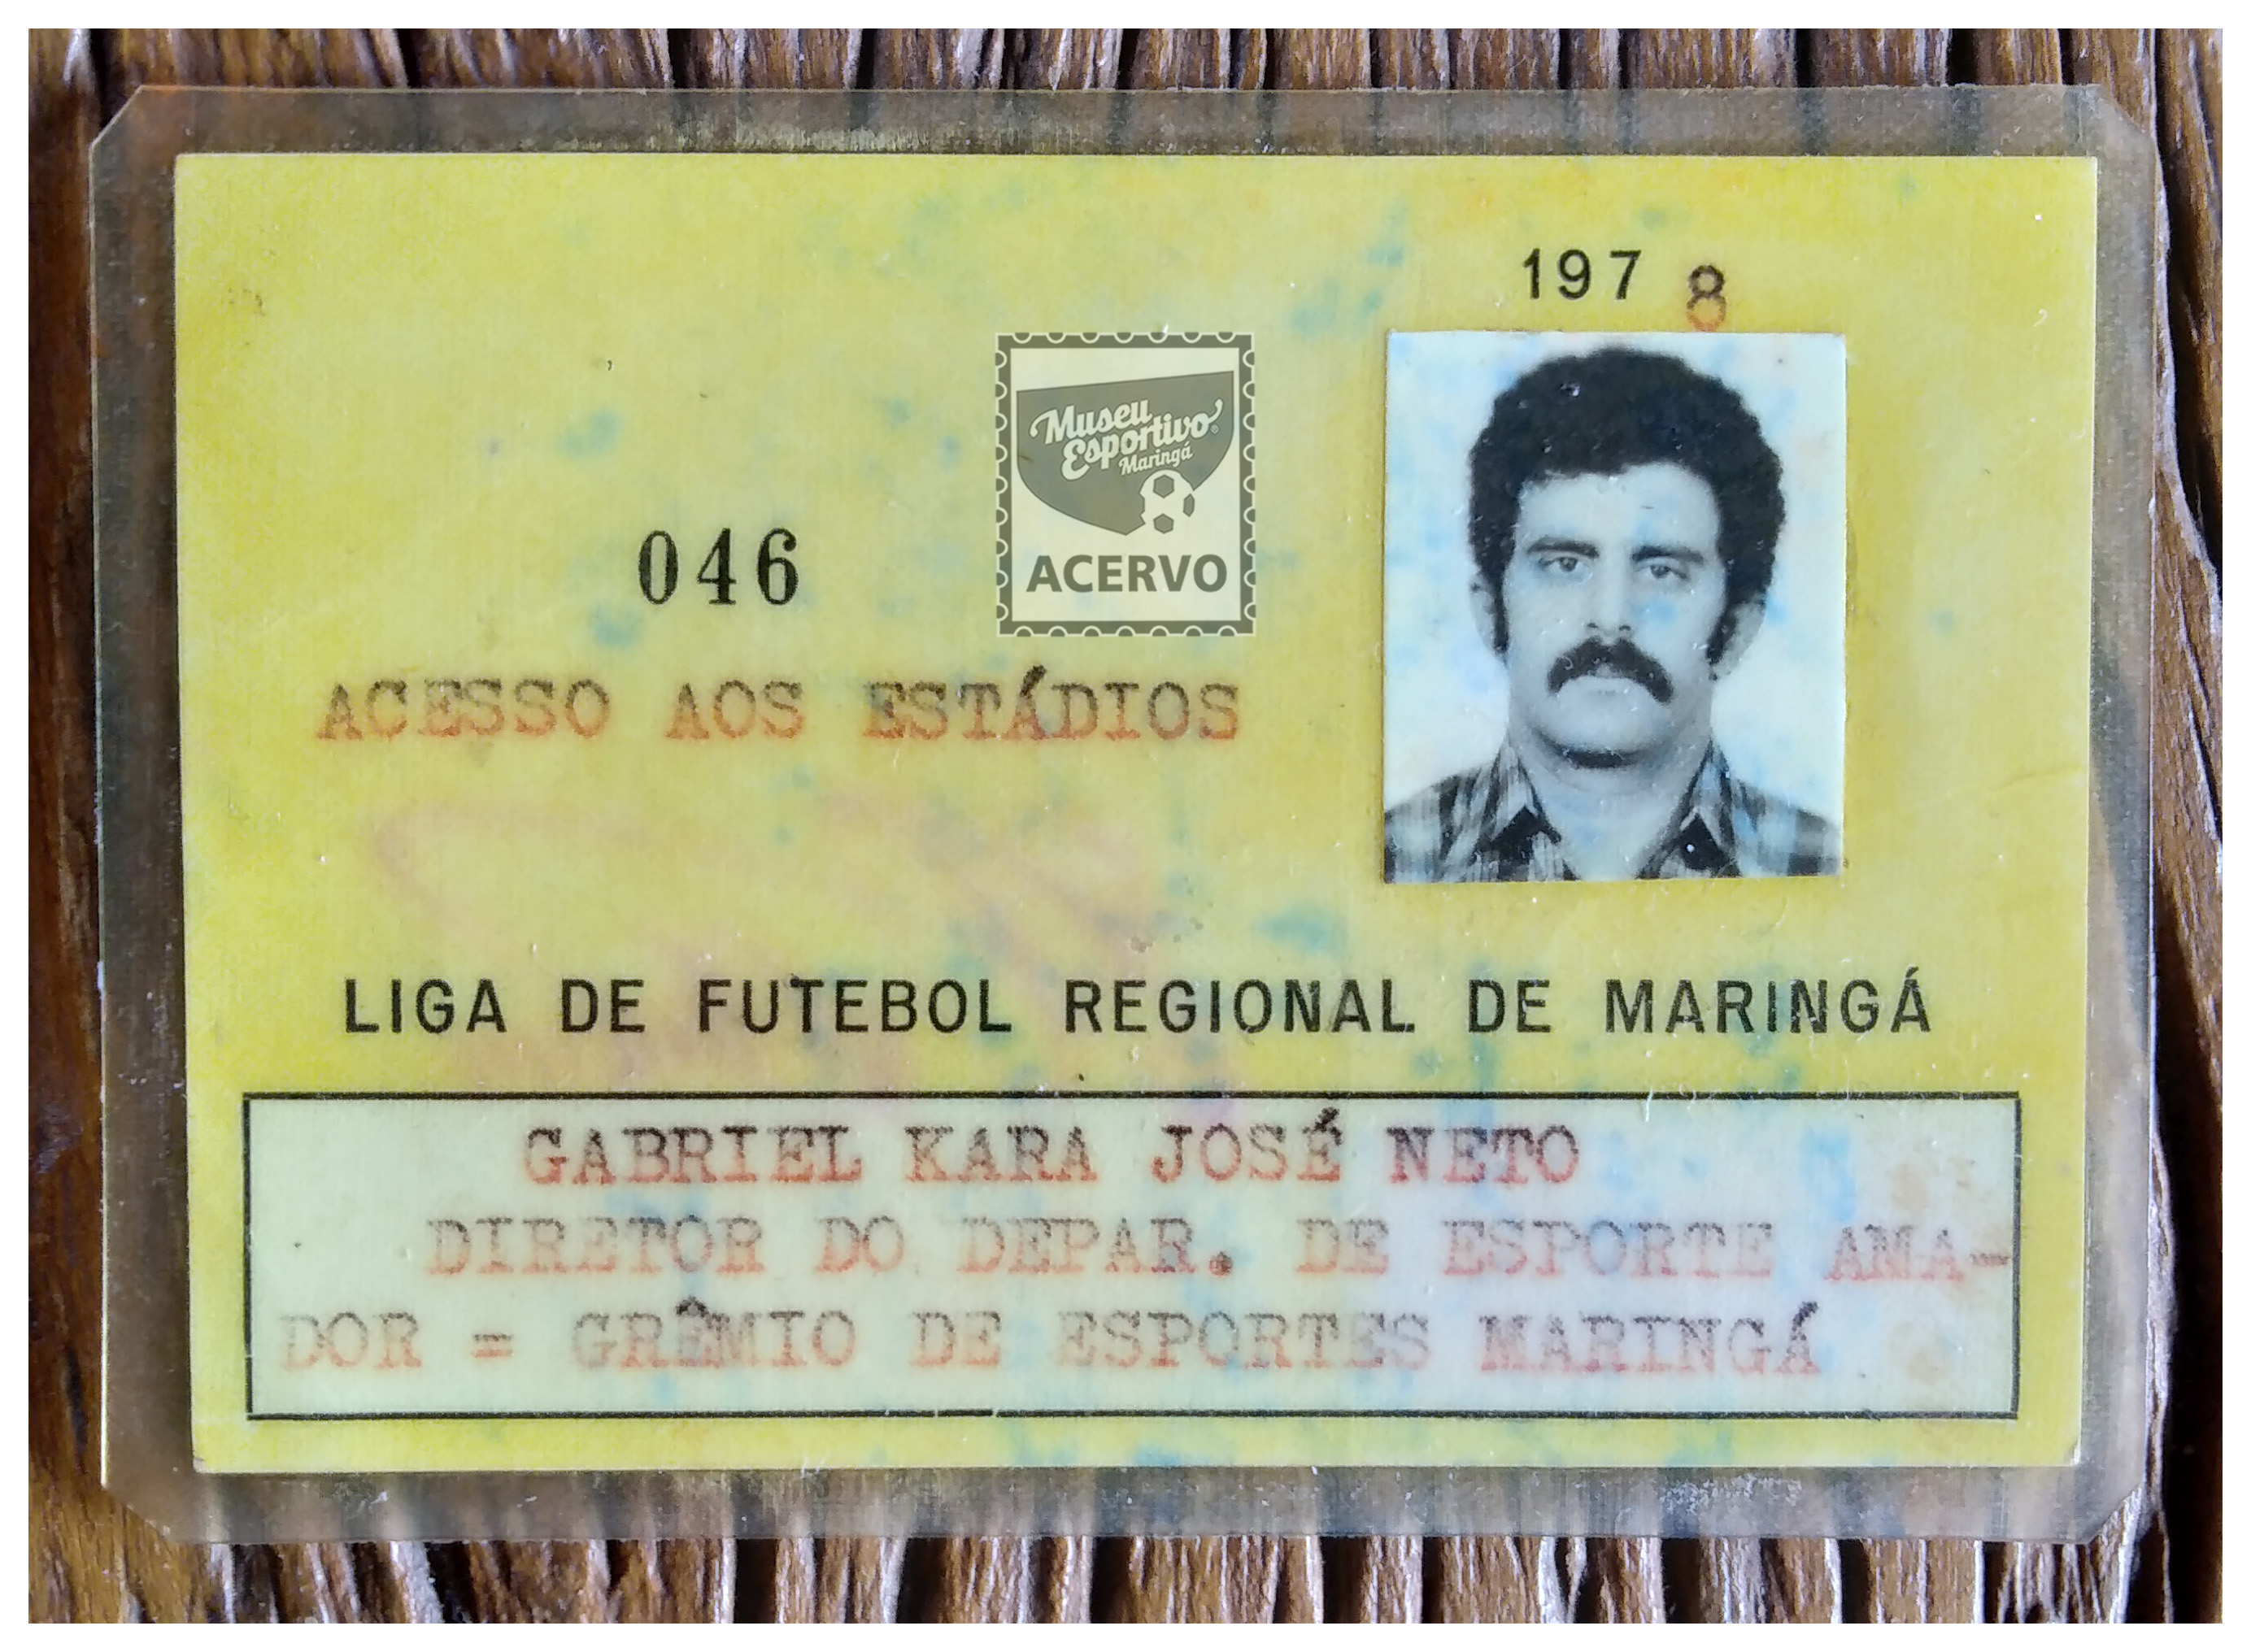 197 8
Museu
Esportivo
Maringá
ACERVO
046
ACESSO AOS ESTÁDIOS
LIGA DE FUTEBOL REGIONAL DE MARINGÁ
GABRIEL KARA JOSÉ NETO
DIRETOR DO DEPAR. DE ESPORTE AMA-
DOR = GRÊMIO DE ESPORTES MARINGÁ